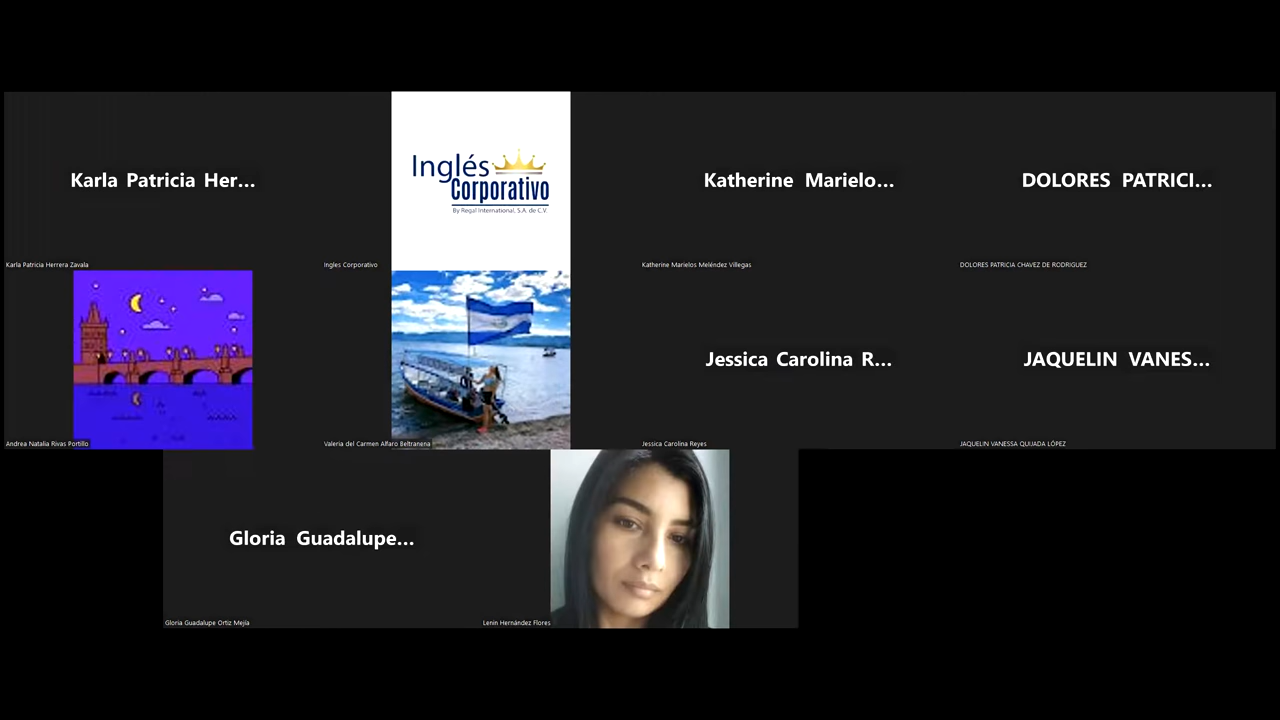 Karla Patricia Her...
Inglés
Corporativo
By Regal International, S.A. de C.V.
Katherine Marielo...
DOLORES PATRICI...
Karla Patricia Herrera Zavala
Ingles Corporativo
Katherine Marielos Meléndez Villegas
DOLORES PATRICIA CHAVEZ DE RODRIGUEZ
Jessica Carolina R...
JAQUELIN VANES...
Andrea Natalia Rivas Portillo
Valeria del Carmen Alfaro Beltranena
Jessica Carolina Reyes
JAQUELIN VANESSA QUIJADA LÓPEZ
Gloria Guadalupe...
Gloria Guadalupe Ortiz Mejía
Lenin Hernández Flores